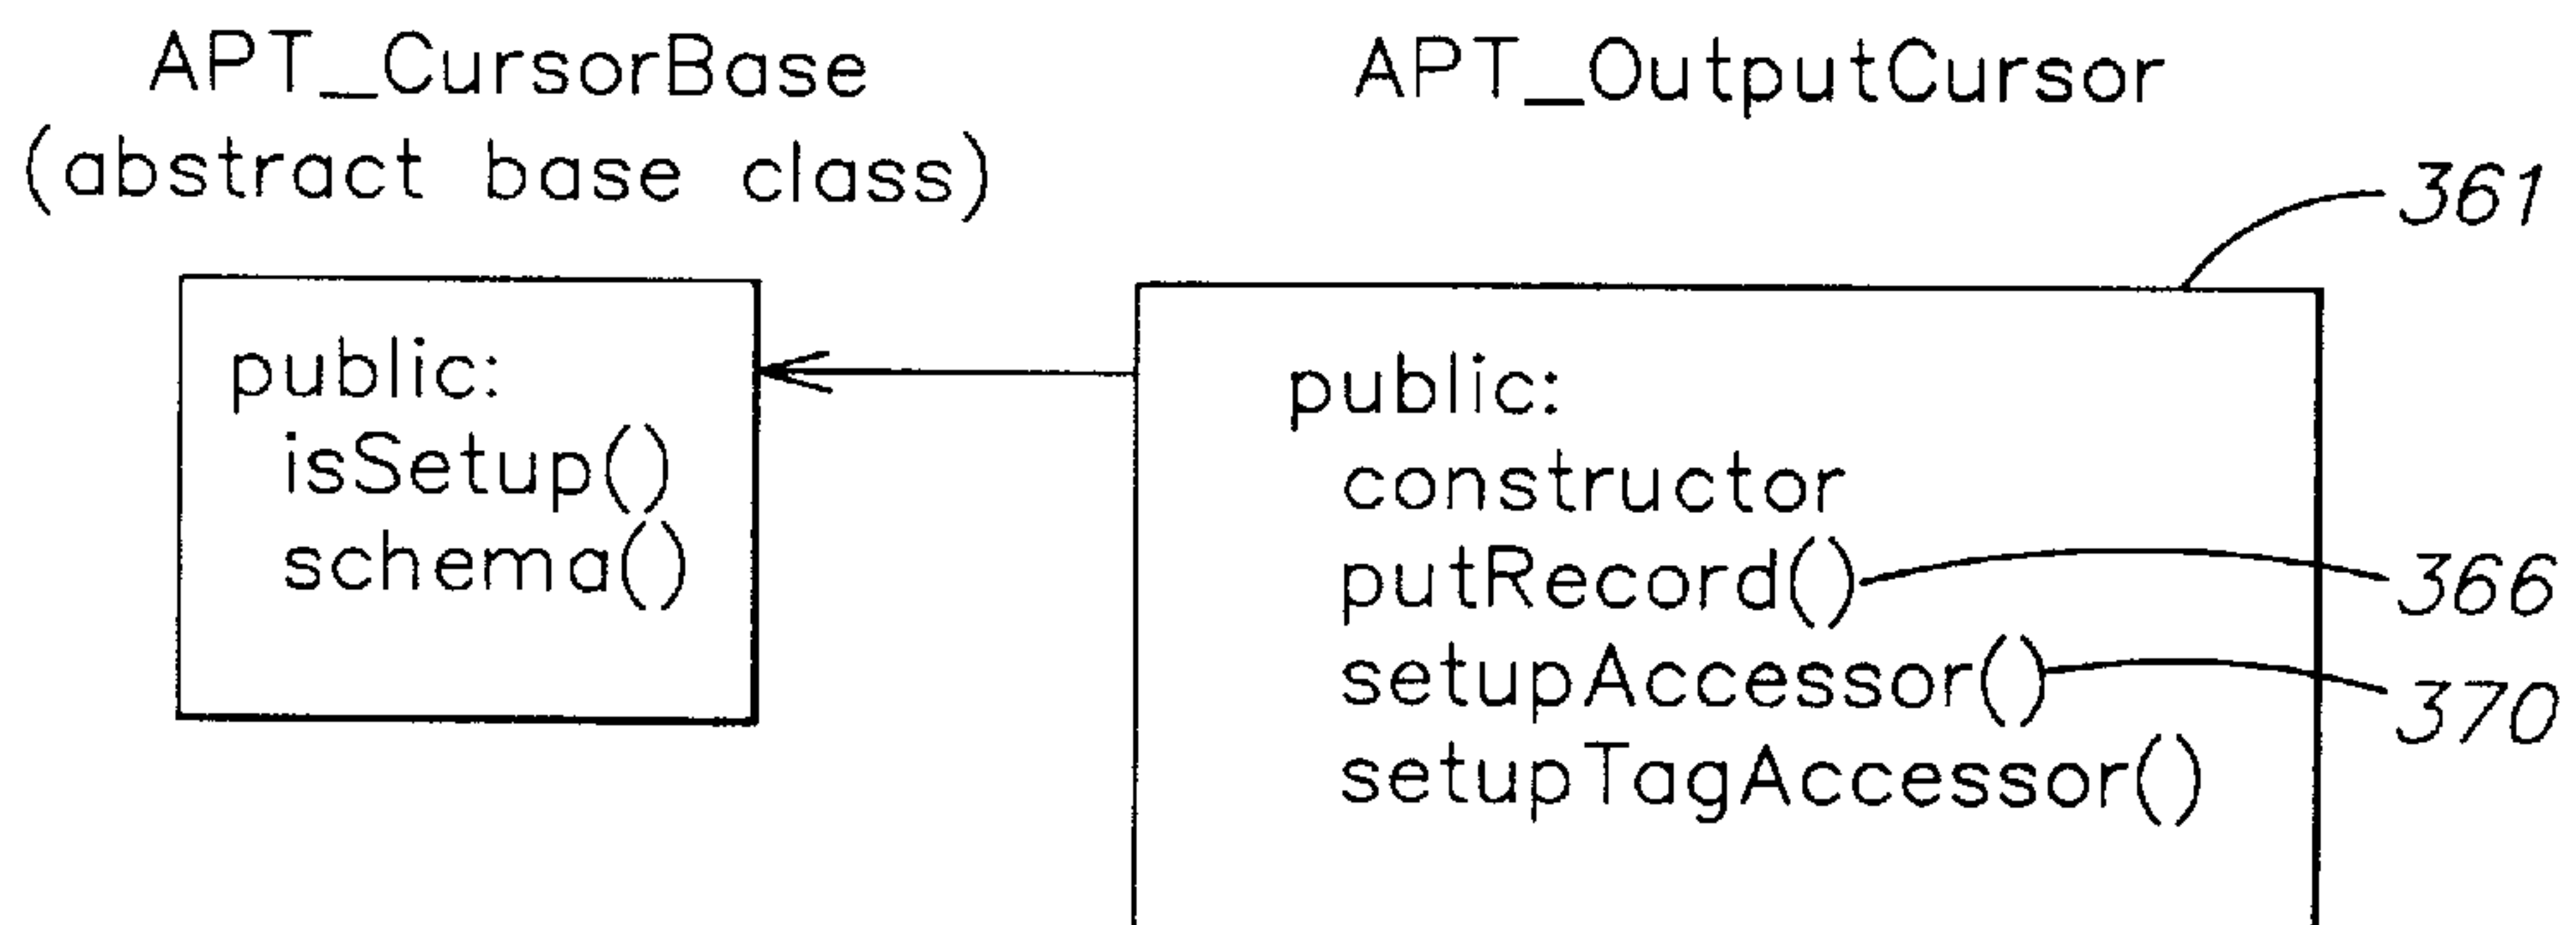 APT_CursorBase
(abstract base class)
public:
isSetup()
schema()
APT_OutputCursor
361
public:
constructor
putRecord()
366
setupAccessor()
370
setupTagAccessor()